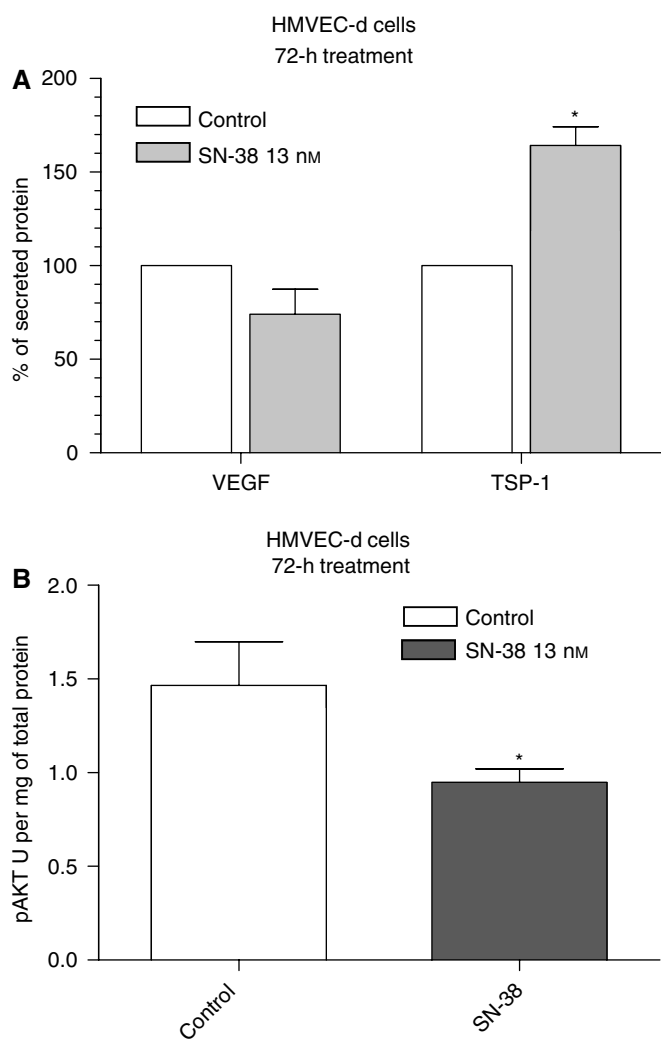 HMVEC-d cells
72-h treatment
A
200
150
100
50
0
% of secreted protein
Control
SN-38 13 nM
*
VEGF
TSP-1
HMVEC-d cells
72-h treatment
B
2.0
1.5
1.0
0.5
0.0
pAKT U per mg of total protein
Control
SN-38 13 nM
*
Control
SN-38